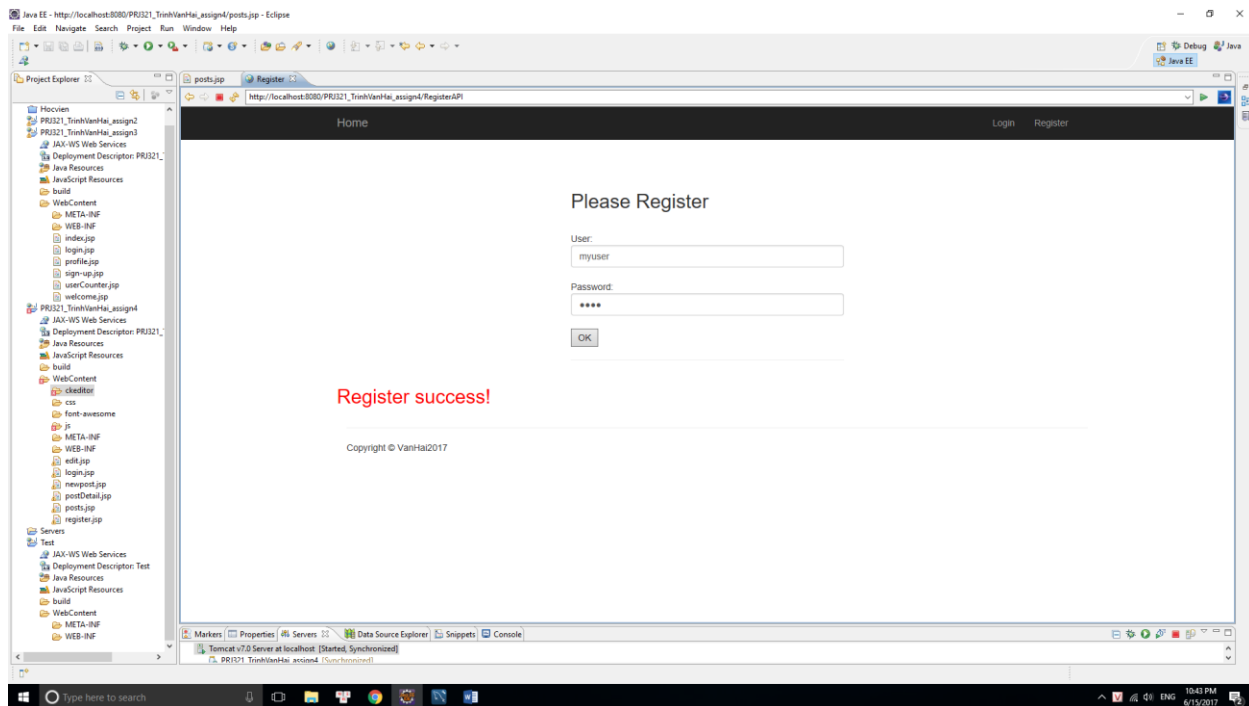 Java EE - http://localhost:8080/PRJ321_TrinhVanHai_assign4/posts.jsp - Eclipse
File Edit Navigate Search Project Run Window Help
Debug Java
Java EE
Project Explorer
posts.jsp Register
http://localhost:8080/PRJ321_TrinhVanHai_assign4/RegisterAPI
Hocvien
PRJ321_TrinhVanHai_assign2
PRJ321_TrinhVanHai_assign3
JAX-WS Web Services
Deployment Descriptor: PRJ321_
Java Resources
JavaScript Resources
build
WebContent
META-INF
WEB-INF
index.jsp
login.jsp
profile.jsp
sign-up.jsp
userCounter.jsp
welcome.jsp
PRJ321_TrinhVanHai_assign4
JAX-WS Web Services
Deployment Descriptor: PRJ321_
Java Resources
JavaScript Resources
build
WebContent
ckeditor
css
font-awesome
js
META-INF
WEB-INF
edit.jsp
login.jsp
newpost.jsp
postDetail.jsp
posts.jsp
register.jsp
Servers
Test
JAX-WS Web Services
Deployment Descriptor: Test
Java Resources
JavaScript Resources
build
WebContent
META-INF
WEB-INF
Home Login Register
Please Register
User:
myuser
Password:
OK
Register success!
Copyright © VanHai2017
Markers Properties Servers Data Source Explorer Snippets Console
Tomcat v7.0 Server at localhost [Started, Synchronized]
PRJ321_TrinhVanHai_assign4 [Synchronized]
Type here to search
ENG
10:43 PM
6/15/2017